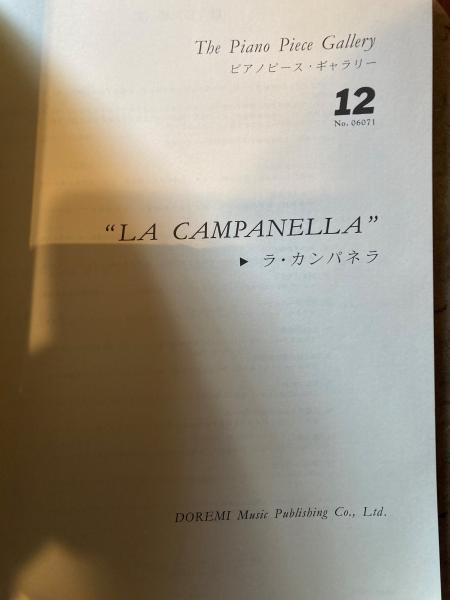 The Piano Piece Gallery
ピアノピース・ギャラリー
12
No. 06071
“LA CAMPANELLA”
▶ ラ・カンパネラ
DOREMI Music Publishing Co., Ltd.